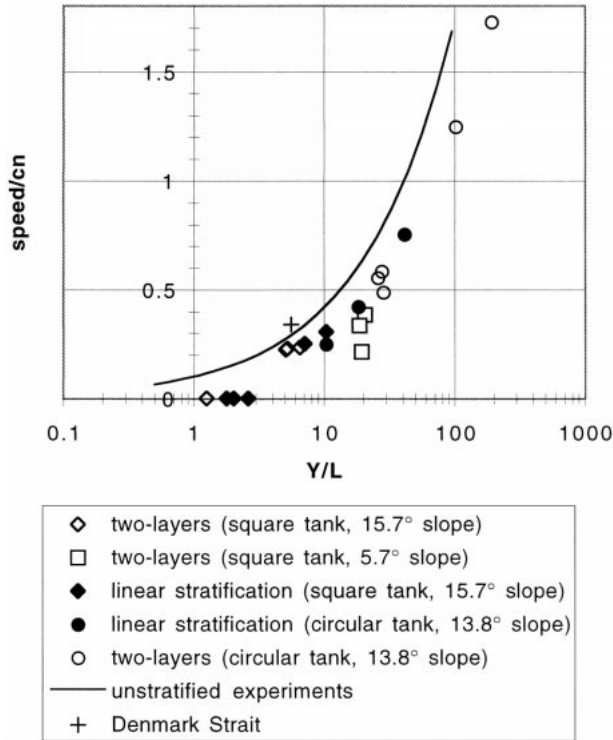 speed/cn
1.5
1
0.5
0
0.1
1
10
100
1000
Y/L
two-layers (square tank, 15.7° slope)
two-layers (square tank, 5.7° slope)
linear stratification (square tank, 15.7° slope)
linear stratification (circular tank, 13.8° slope)
two-layers (circular tank, 13.8° slope)
unstratified experiments
Denmark Strait